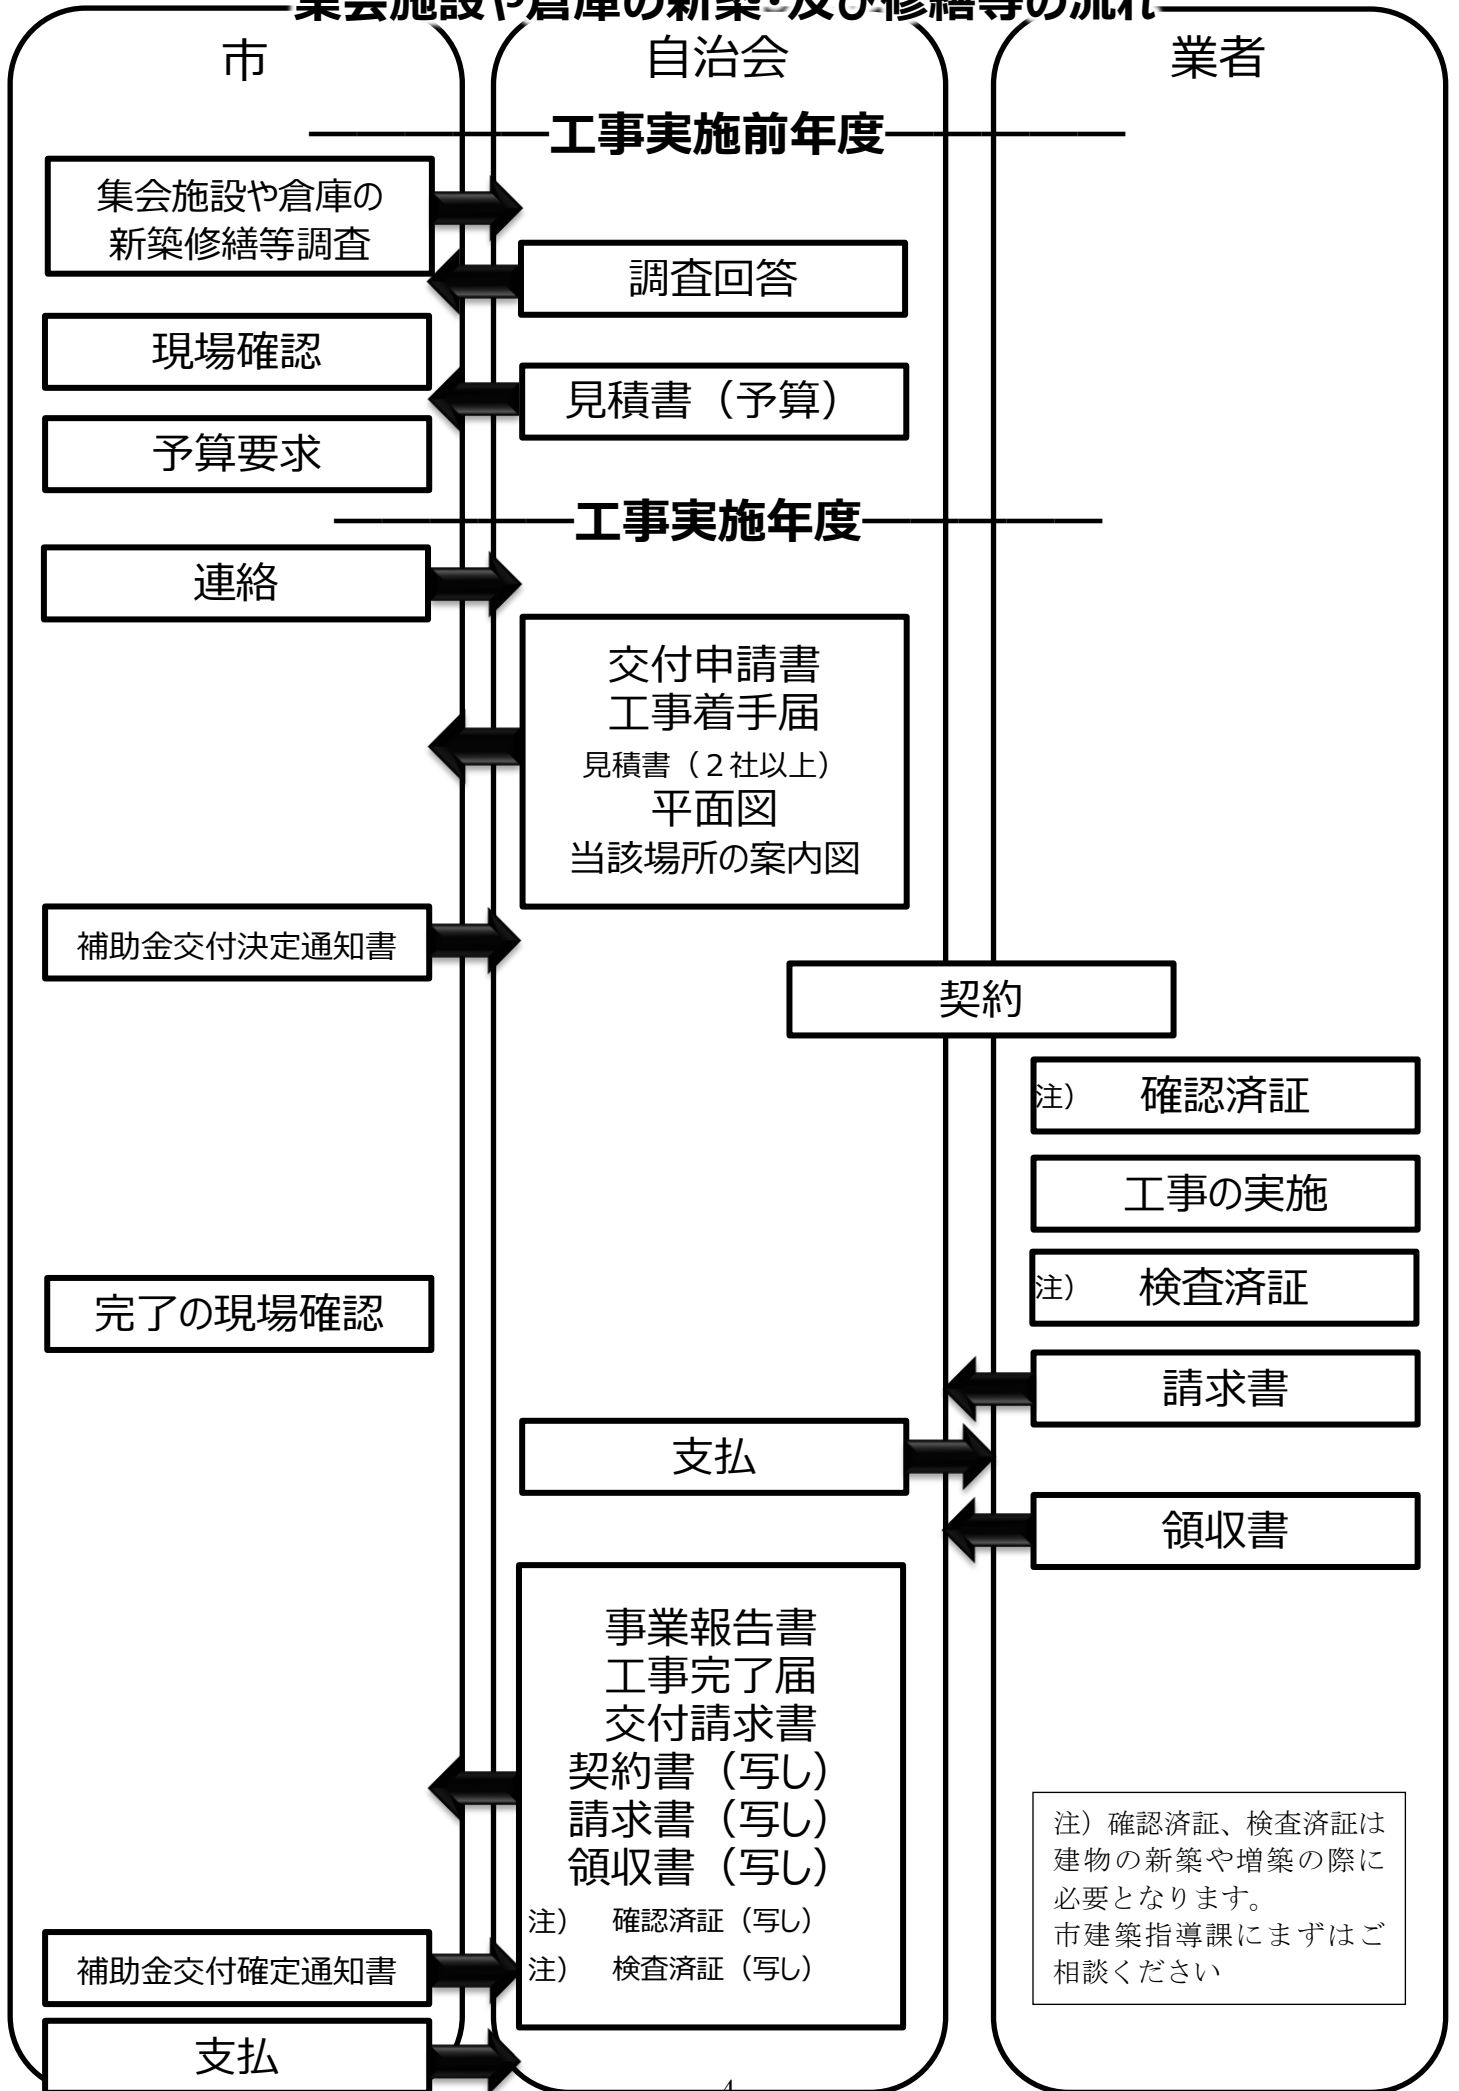 集会施設や倉庫の新築・及び修繕等の流れ
市
自治会
業者
工事実施前年度
集会施設や倉庫の
新築修繕等調査
調査回答
現場確認
見積書（予算）
予算要求
工事実施年度
連絡
交付申請書
工事着手届
見積書（２社以上）
平面図
当該場所の案内図
補助金交付決定通知書
契約
注）　確認済証
工事の実施
注）　検査済証
完了の現場確認
請求書
支払
領収書
事業報告書
工事完了届
交付請求書
契約書（写し）
請求書（写し）
領収書（写し）
注）　確認済証（写し）
注）　検査済証（写し）
注）確認済証、検査済証は
建物の新築や増築の際に
必要となります。
市建築指導課にまずはご
相談ください
補助金交付確定通知書
支払
4